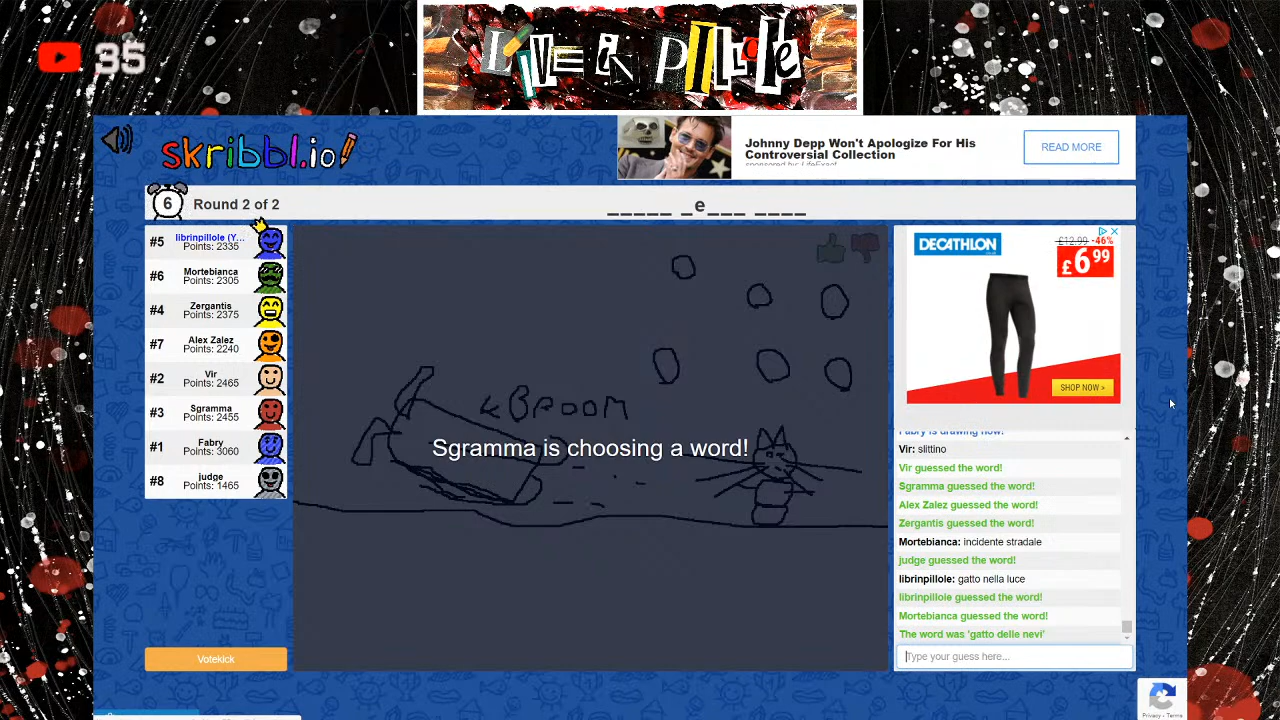 35
LIVE iN PiLLoLe
skribbl.io
Johnny Depp Won't Apologize For His
Controversial Collection
sponsored by: LifeExact
READ MORE
6
Round 2 of 2
_____ _e___ ____
#5 librinpillole (Y...
Points: 2335
#6 Mortebianca
Points: 2305
#4 Zergantis
Points: 2375
#7 Alex Zalez
Points: 2240
#2 Vir
Points: 2465
#3 Sgramma
Points: 2455
#1 Fabry
Points: 3080
#8 judge
Points: 1465
Votekick
BROOM
Sgramma is choosing a word!
DECATHLON
£12.99 -46%
£6.99
SHOP NOW »
Fabry is drawing now!
Vir: slittino
Vir guessed the word!
Sgramma guessed the word!
Alex Zalez guessed the word!
Zergantis guessed the word!
Mortebianca: incidente stradale
judge guessed the word!
librinpillole: gatto nella luce
librinpillole guessed the word!
Mortebianca guessed the word!
The word was 'gatto delle nevi'
Type your guess here...
Privacy - Terms